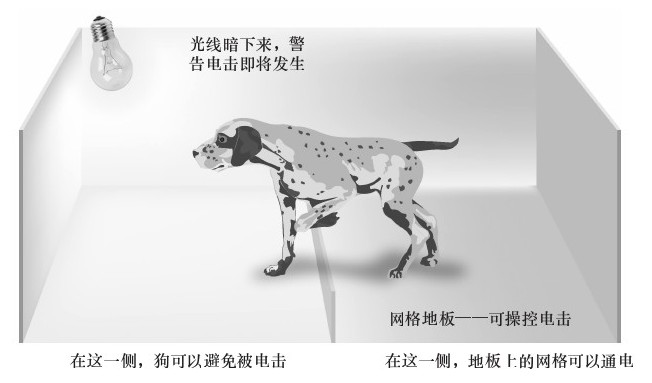 光线暗下来，警
告电击即将发生
网格地板——可操控电击
在这一侧，狗可以避免被电击
在这一侧，地板上的网格可以通电